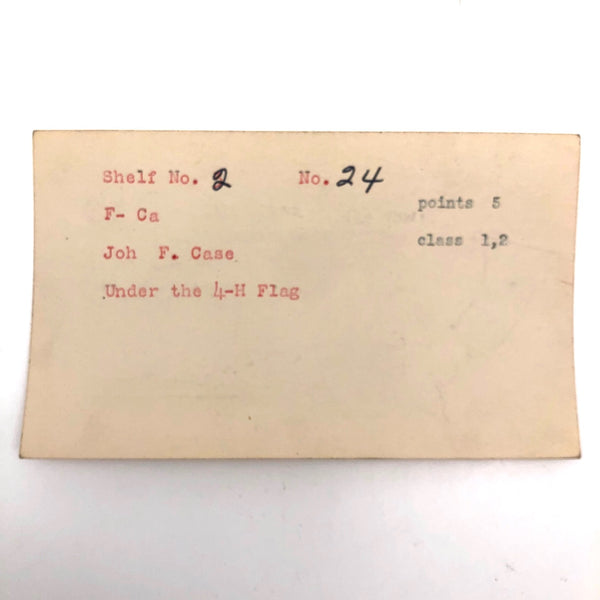 Shelf No. 2 No. 24
points 5
F- Ca
class 1,2
Joh F. Case
Under the 4-H Flag